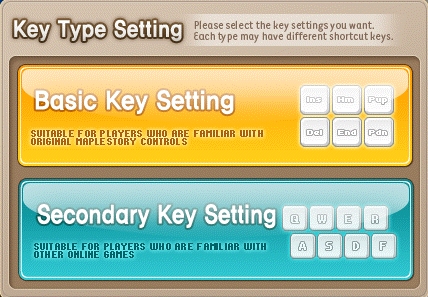 Key Type Setting
Please select the key settings you want.
Each type may have different shortcut keys.
Basic Key Setting
SUITABLE FOR PLAYERS WHO ARE FAMILIAR WITH
ORIGINAL MAPLESTORY CONTROLS
Ins Hm Pup
Del End Pdn
Secondary Key Setting
SUITABLE FOR PLAYERS WHO ARE FAMILIAR WITH
OTHER ONLINE GAMES
Q W E R
A S D F